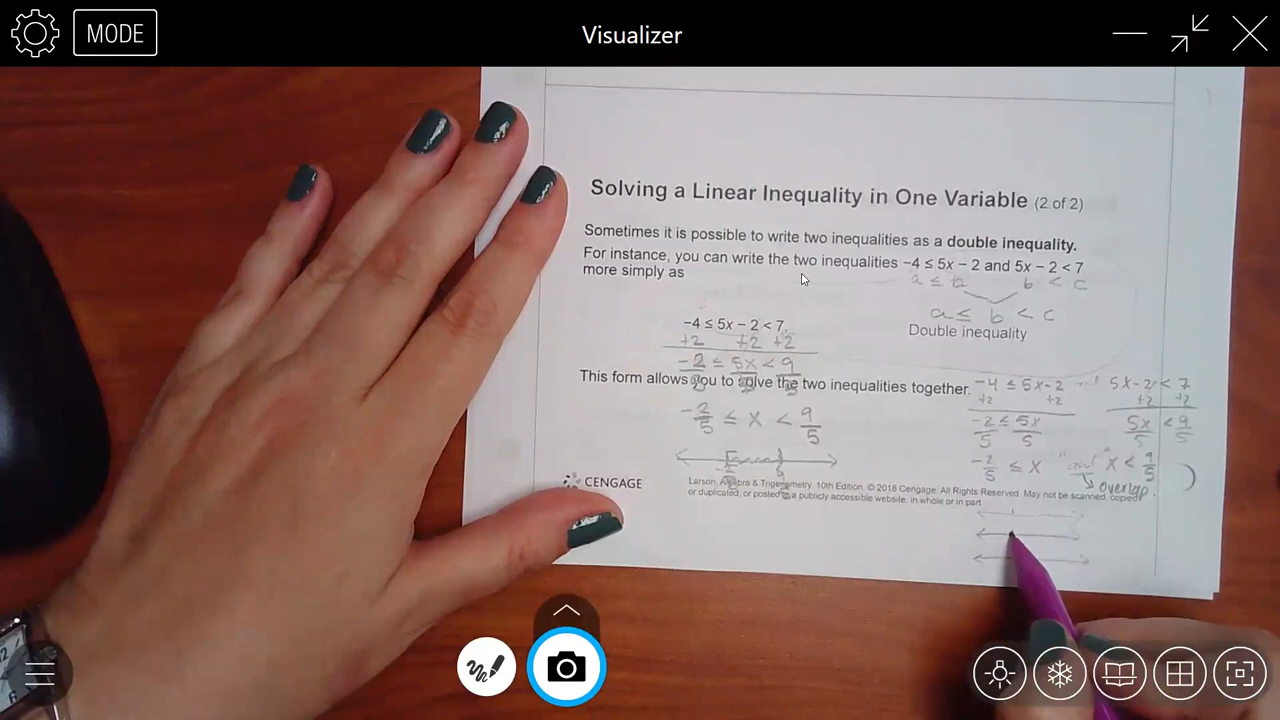 MODE
Visualizer
Solving a Linear Inequality in One Variable (2 of 2)
Sometimes it is possible to write two inequalities as a double inequality.
For instance, you can write the two inequalities −4 ≤ 5x − 2 and 5x − 2 < 7
more simply as
a ≤ b b < c
a ≤ b < c
Double inequality
−4 ≤ 5x − 2 < 7.
+2 +2 +2
-2 ≤ 5x < 9
This form allows you to solve the two inequalities together.
-2/5 ≤ x < 9/5
-4 ≤ 5x-2 5x-2 < 7
+2 +2 +2 +2
-2 ≤ 5x 5x < 9
5 5 5 5
-2/5 ≤ x "and" x < 9/5
overlap
CENGAGE
Larson, Algebra & Trigonometry, 10th Edition. © 2018 Cengage. All Rights Reserved. May not be scanned, copied
or duplicated, or posted to a publicly accessible website, in whole or in part